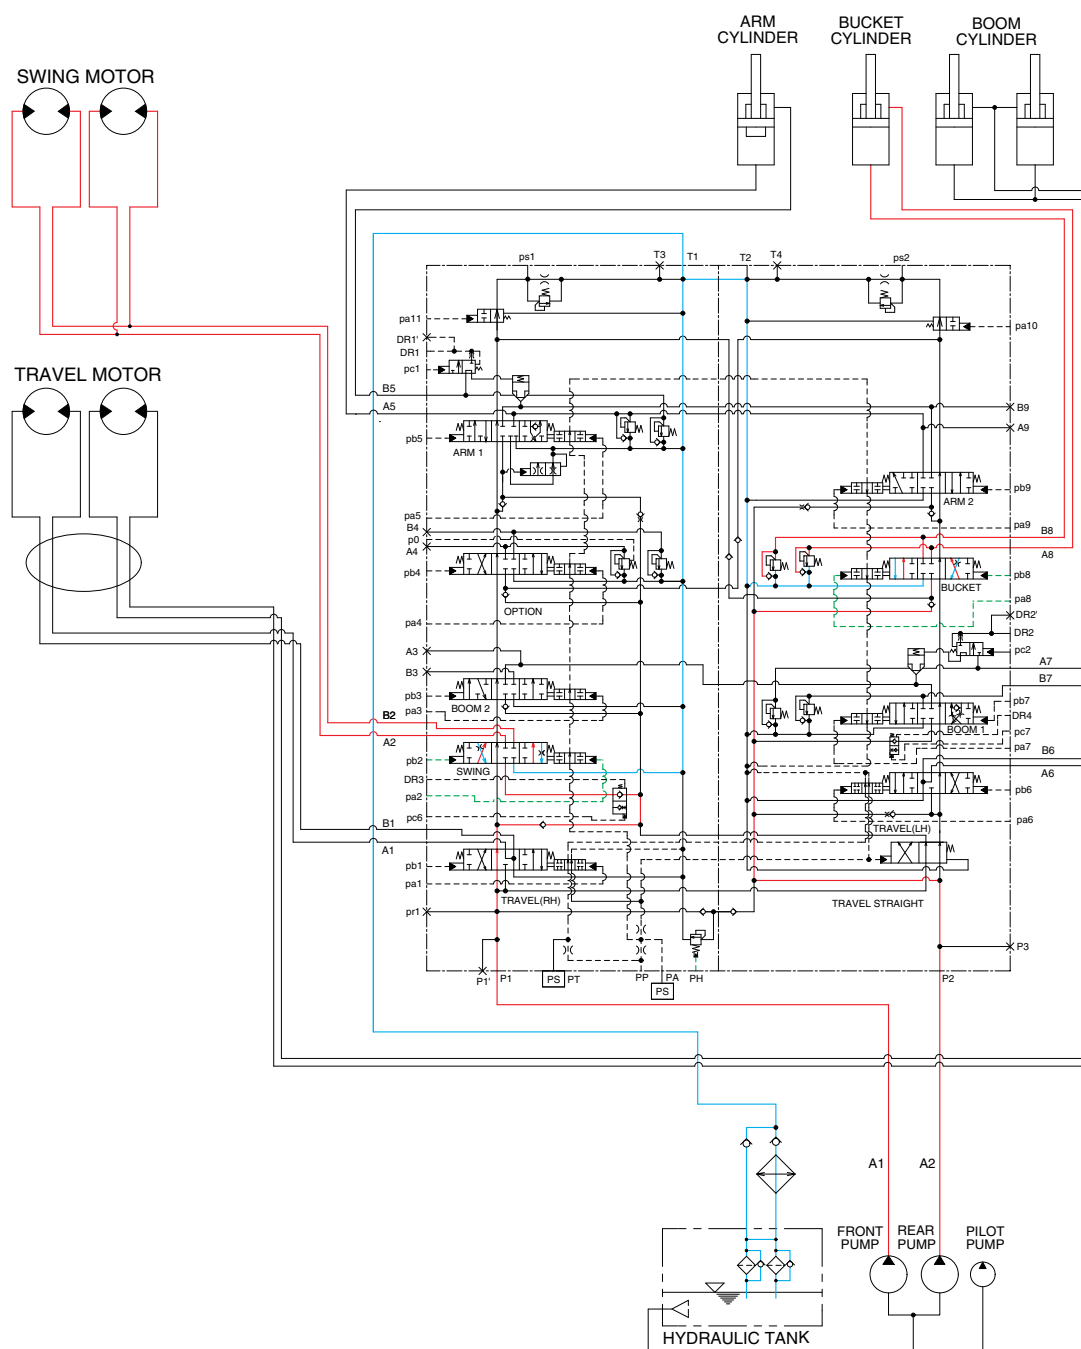 ARM
CYLINDER
BUCKET
CYLINDER
BOOM
CYLINDER
SWING MOTOR
TRAVEL MOTOR
ps1
T3
T1
T2
T4
ps2
pa11
pa10
DR1'
DR1
pc1
B5
A5
B9
A9
pb5
ARM 1
pb9
ARM 2
pa5
pa9
B4
p0
A4
B8
A8
pb4
pb8
BUCKET
OPTION
pa8
pa4
DR2'
DR2
A3
pc2
B3
A7
B7
pb3
BOOM 2
pa3
pb7
BOOM 1
DR4
B2
pc7
A2
pa7
pb2
SWING
B6
DR3
A6
pa2
pb6
pc6
B1
TRAVEL(LH)
pa6
A1
pb1
pa1
TRAVEL(RH)
TRAVEL STRAIGHT
pr1
P3
P1'
P1
PS
PT
PP
PA
PS
PH
P2
A1
A2
FRONT
PUMP
REAR
PUMP
PILOT
PUMP
HYDRAULIC TANK